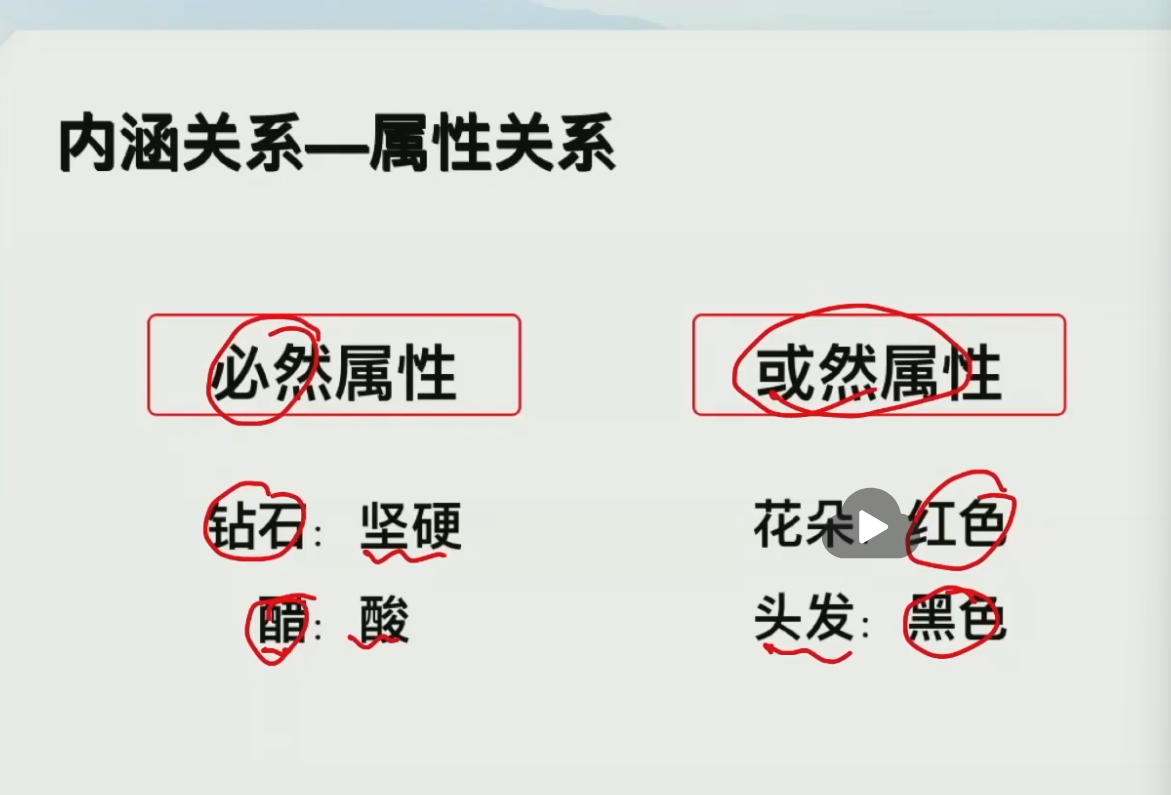 内涵关系—属性关系
必然属性
或然属性
钻石：坚硬
花朵：红色
醋：酸
头发：黑色